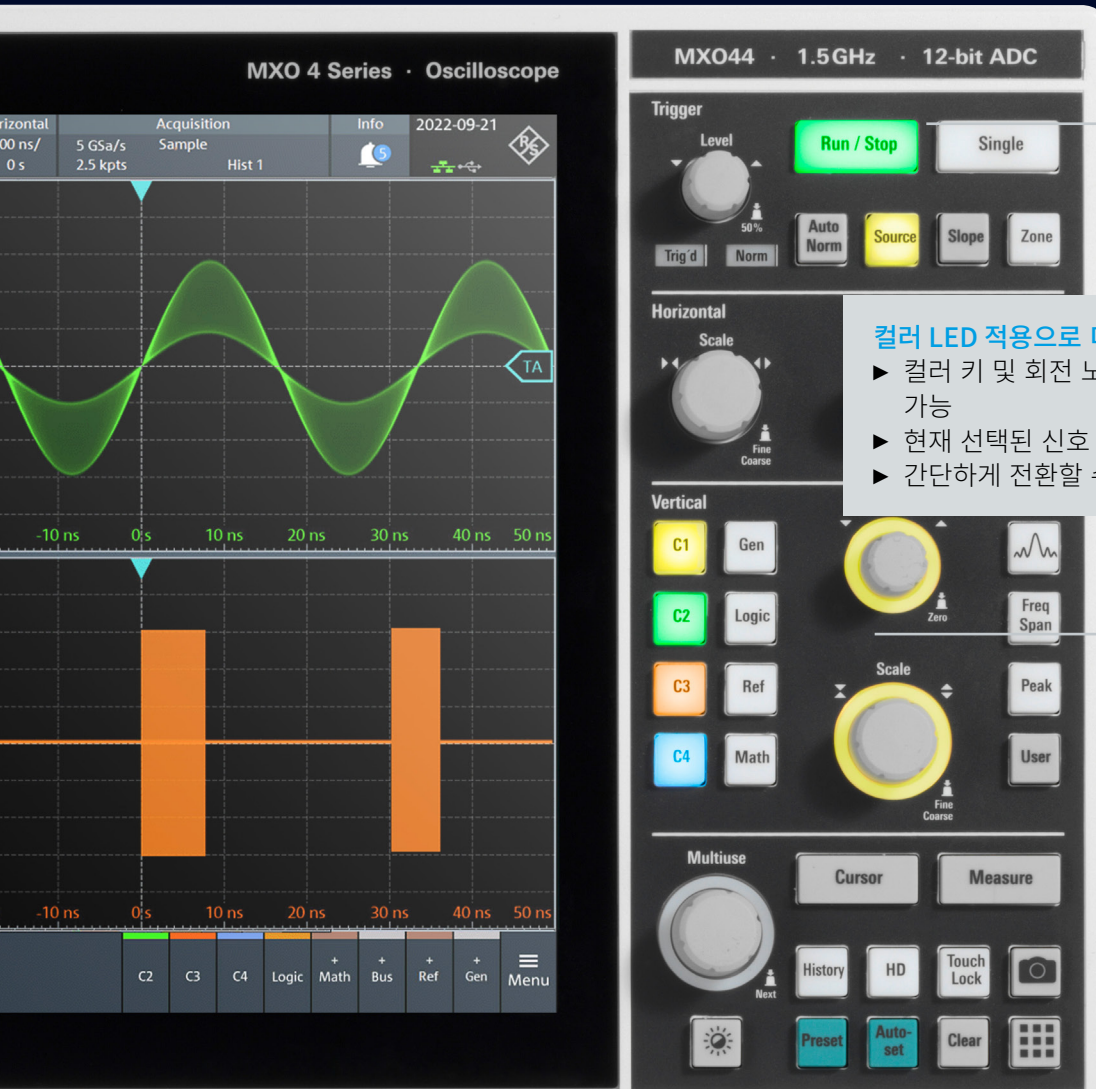 MXO 4 Series · Oscilloscope
MXO44 · 1.5 GHz · 12-bit ADC
Acquisition
Info
2022-09-21
5 GSa/s
Sample
5
R&S
0 s
2.5 kpts
Hist 1
TA
-10 ns
0 s
10 ns
20 ns
30 ns
40 ns
50 ns
-10 ns
0 s
10 ns
20 ns
30 ns
40 ns
50 ns
C2
C3
C4
Logic
+ Math
+ Bus
+ Ref
+ Gen
Menu
Trigger
Level
Run / Stop
Single
50%
Auto
Norm
Source
Slope
Zone
Trig'd
Norm
Horizontal
Scale
Fine
Coarse
컬러 LED 적용으로
► 컬러 키 및 회전
가능
► 현재 선택된 신호
► 간단하게 전환할
Vertical
C1
Gen
C2
Logic
Zero
Freq
Span
C3
Ref
Scale
Peak
C4
Math
User
Fine
Coarse
Multiuse
Cursor
Measure
Next
History
HD
Touch
Lock
Preset
Auto-
set
Clear